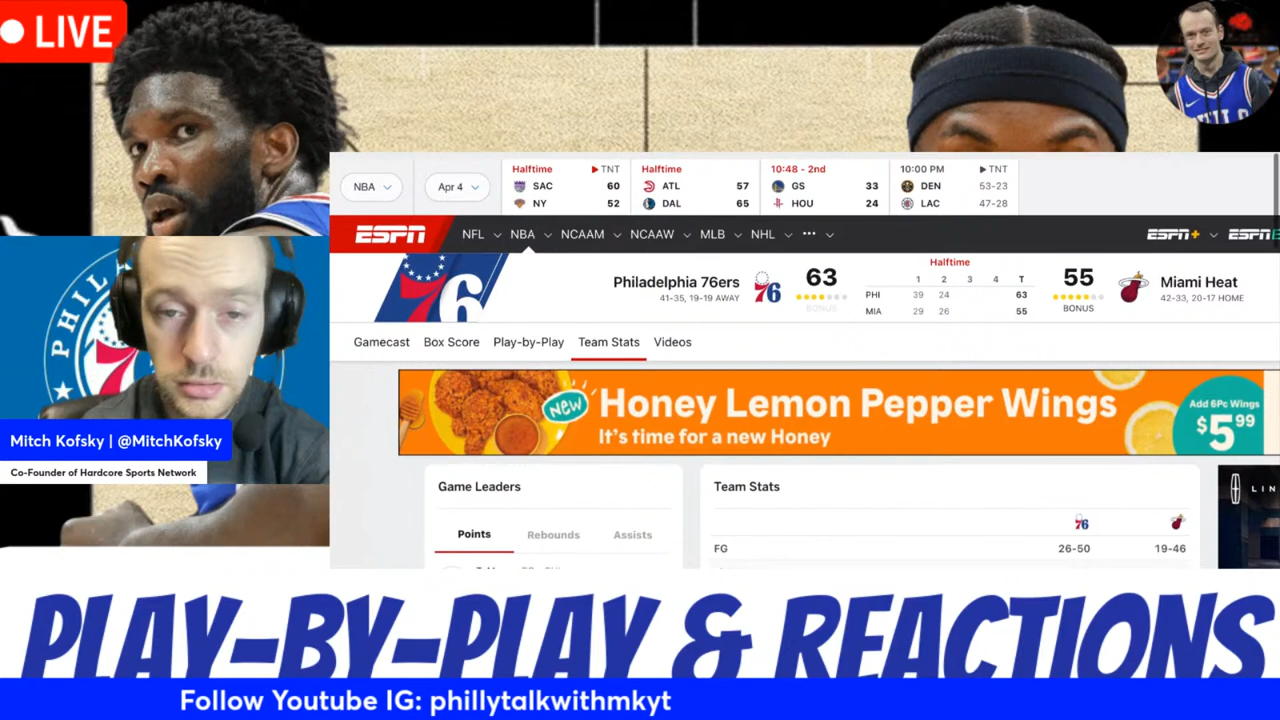 LIVE
NBA
Apr 4
Halftime TNT
SAC 60
NY 52
Halftime
ATL 57
DAL 65
10:48 - 2nd
GS 33
HOU 24
10:00 PM TNT
DEN 53-23
LAC 47-28
ESPN NFL NBA NCAAM NCAAW MLB NHL ••• ESPN+
Philadelphia 76ers
41-35, 19-19 AWAY
76
63
BONUS
Halftime
1 2 3 4 T
PHI 39 24 63
MIA 29 26 55
55
BONUS
Miami Heat
42-33, 20-17 HOME
Gamecast Box Score Play-by-Play Team Stats Videos
New Honey Lemon Pepper Wings
It's time for a new Honey
Add 6Pc Wings
$5.99
Game Leaders
Points Rebounds Assists
Team Stats
FG 26-50 19-46
Mitch Kofsky | @MitchKofsky
Co-Founder of Hardcore Sports Network
PLAY-BY-PLAY & REACTIONS
Follow Youtube IG: phillytalkwithmkyt